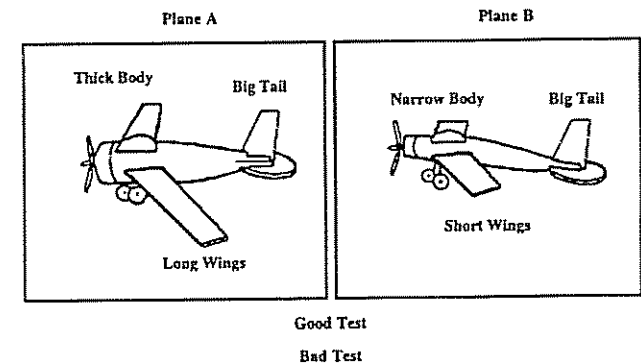 Plane A
Plane B
Thick Body
Big Tail
Long Wings
Narrow Body
Big Tail
Short Wings
Good Test
Bad Test